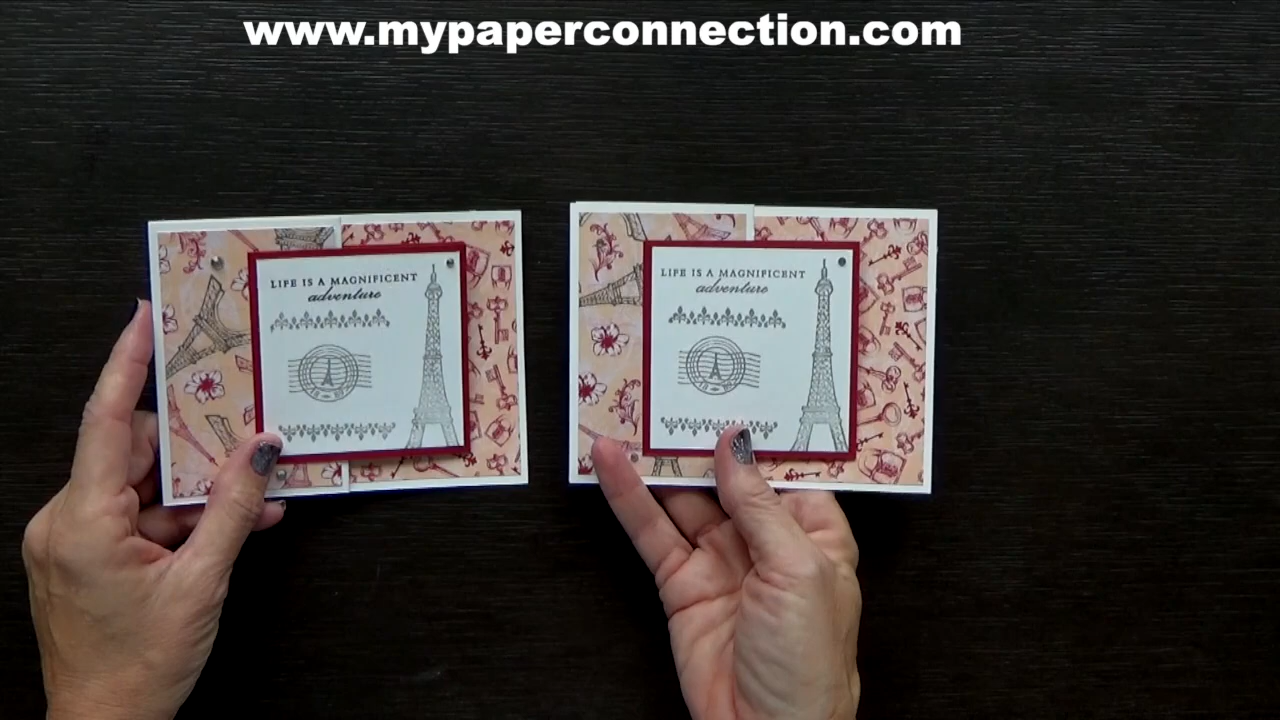 www.mypaperconnection.com
LIFE IS A MAGNIFICENT
adventure
LIFE IS A MAGNIFICENT
adventure